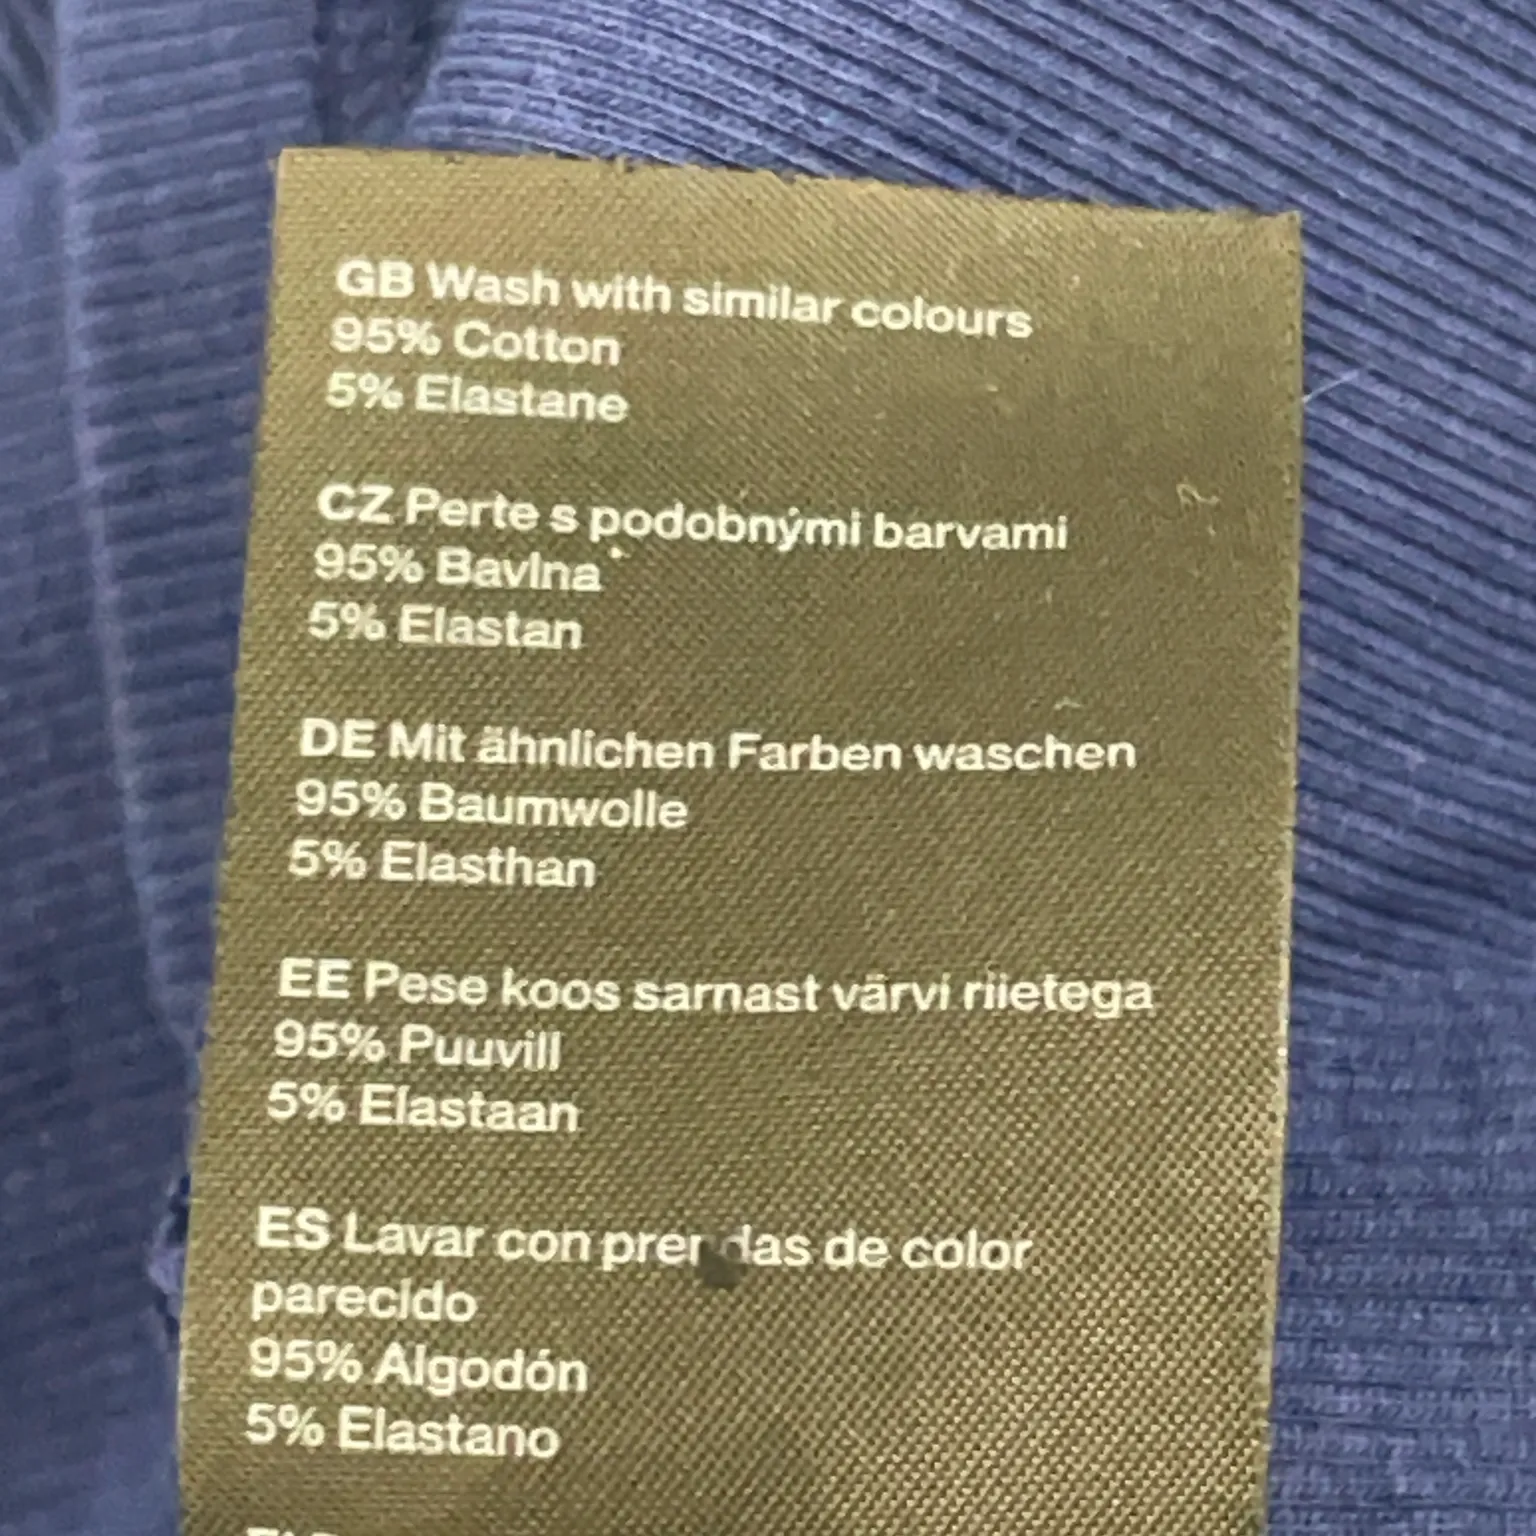 GB Wash with similar colours
95% Cotton
5% Elastane
CZ Perte s podobnými barvami
95% Bavlna
5% Elastan
DE Mit ähnlichen Farben waschen
95% Baumwolle
5% Elasthan
EE Pese koos sarnast värvi riietega
95% Puuvill
5% Elastaan
ES Lavar con prendas de color
parecido
95% Algodón
5% Elastano